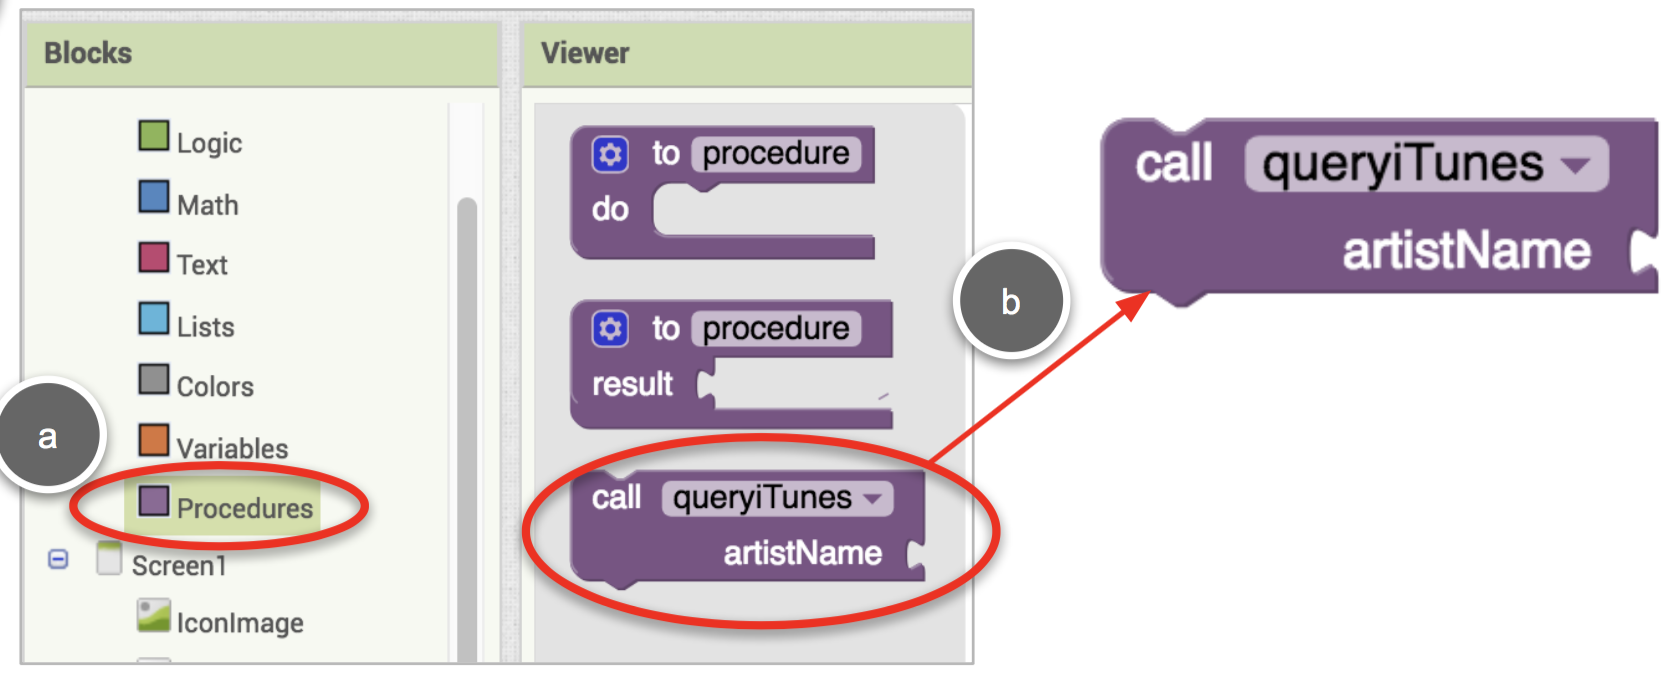 Blocks
Logic
Math
Text
Lists
Colors
Variables
Procedures
Screen1
IconImage
a
Viewer
to procedure
do
to procedure
result
call queryiTunes
artistName
b
call queryiTunes
artistName